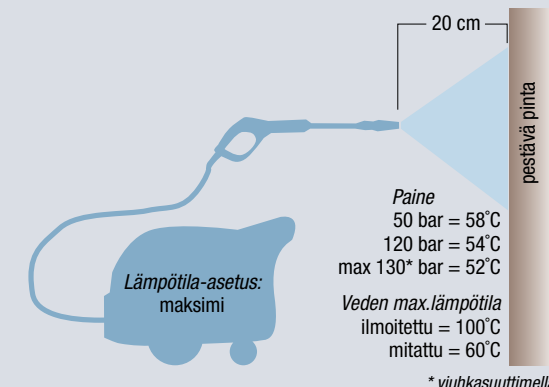 20 cm
pestävä pinta
Lämpötila-asetus:
maksimi
Paine
50 bar = 58°C
120 bar = 54°C
max 130* bar = 52°C
Veden max.lämpötila
ilmoitettu = 100°C
mitattu = 60°C
* viuhkasuuttimella